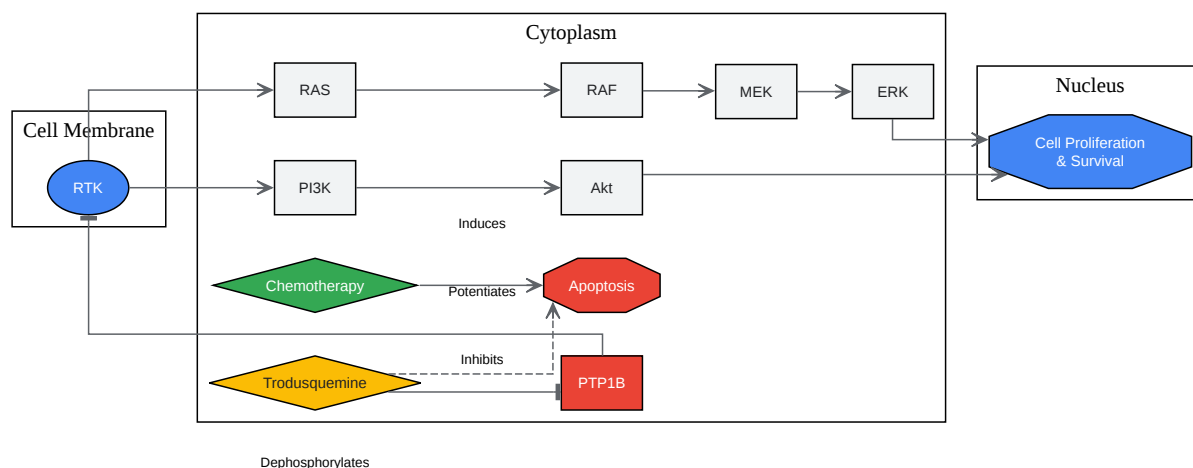 Cytoplasm
Nucleus
Cell Membrane
RAS
RAF
MEK
ERK
Cell Proliferation
& Survival
RTK
PI3K
Akt
Induces
Chemotherapy
Potentiates
Apoptosis
Inhibits
Trodusquemine
PTP1B
Dephosphorylates